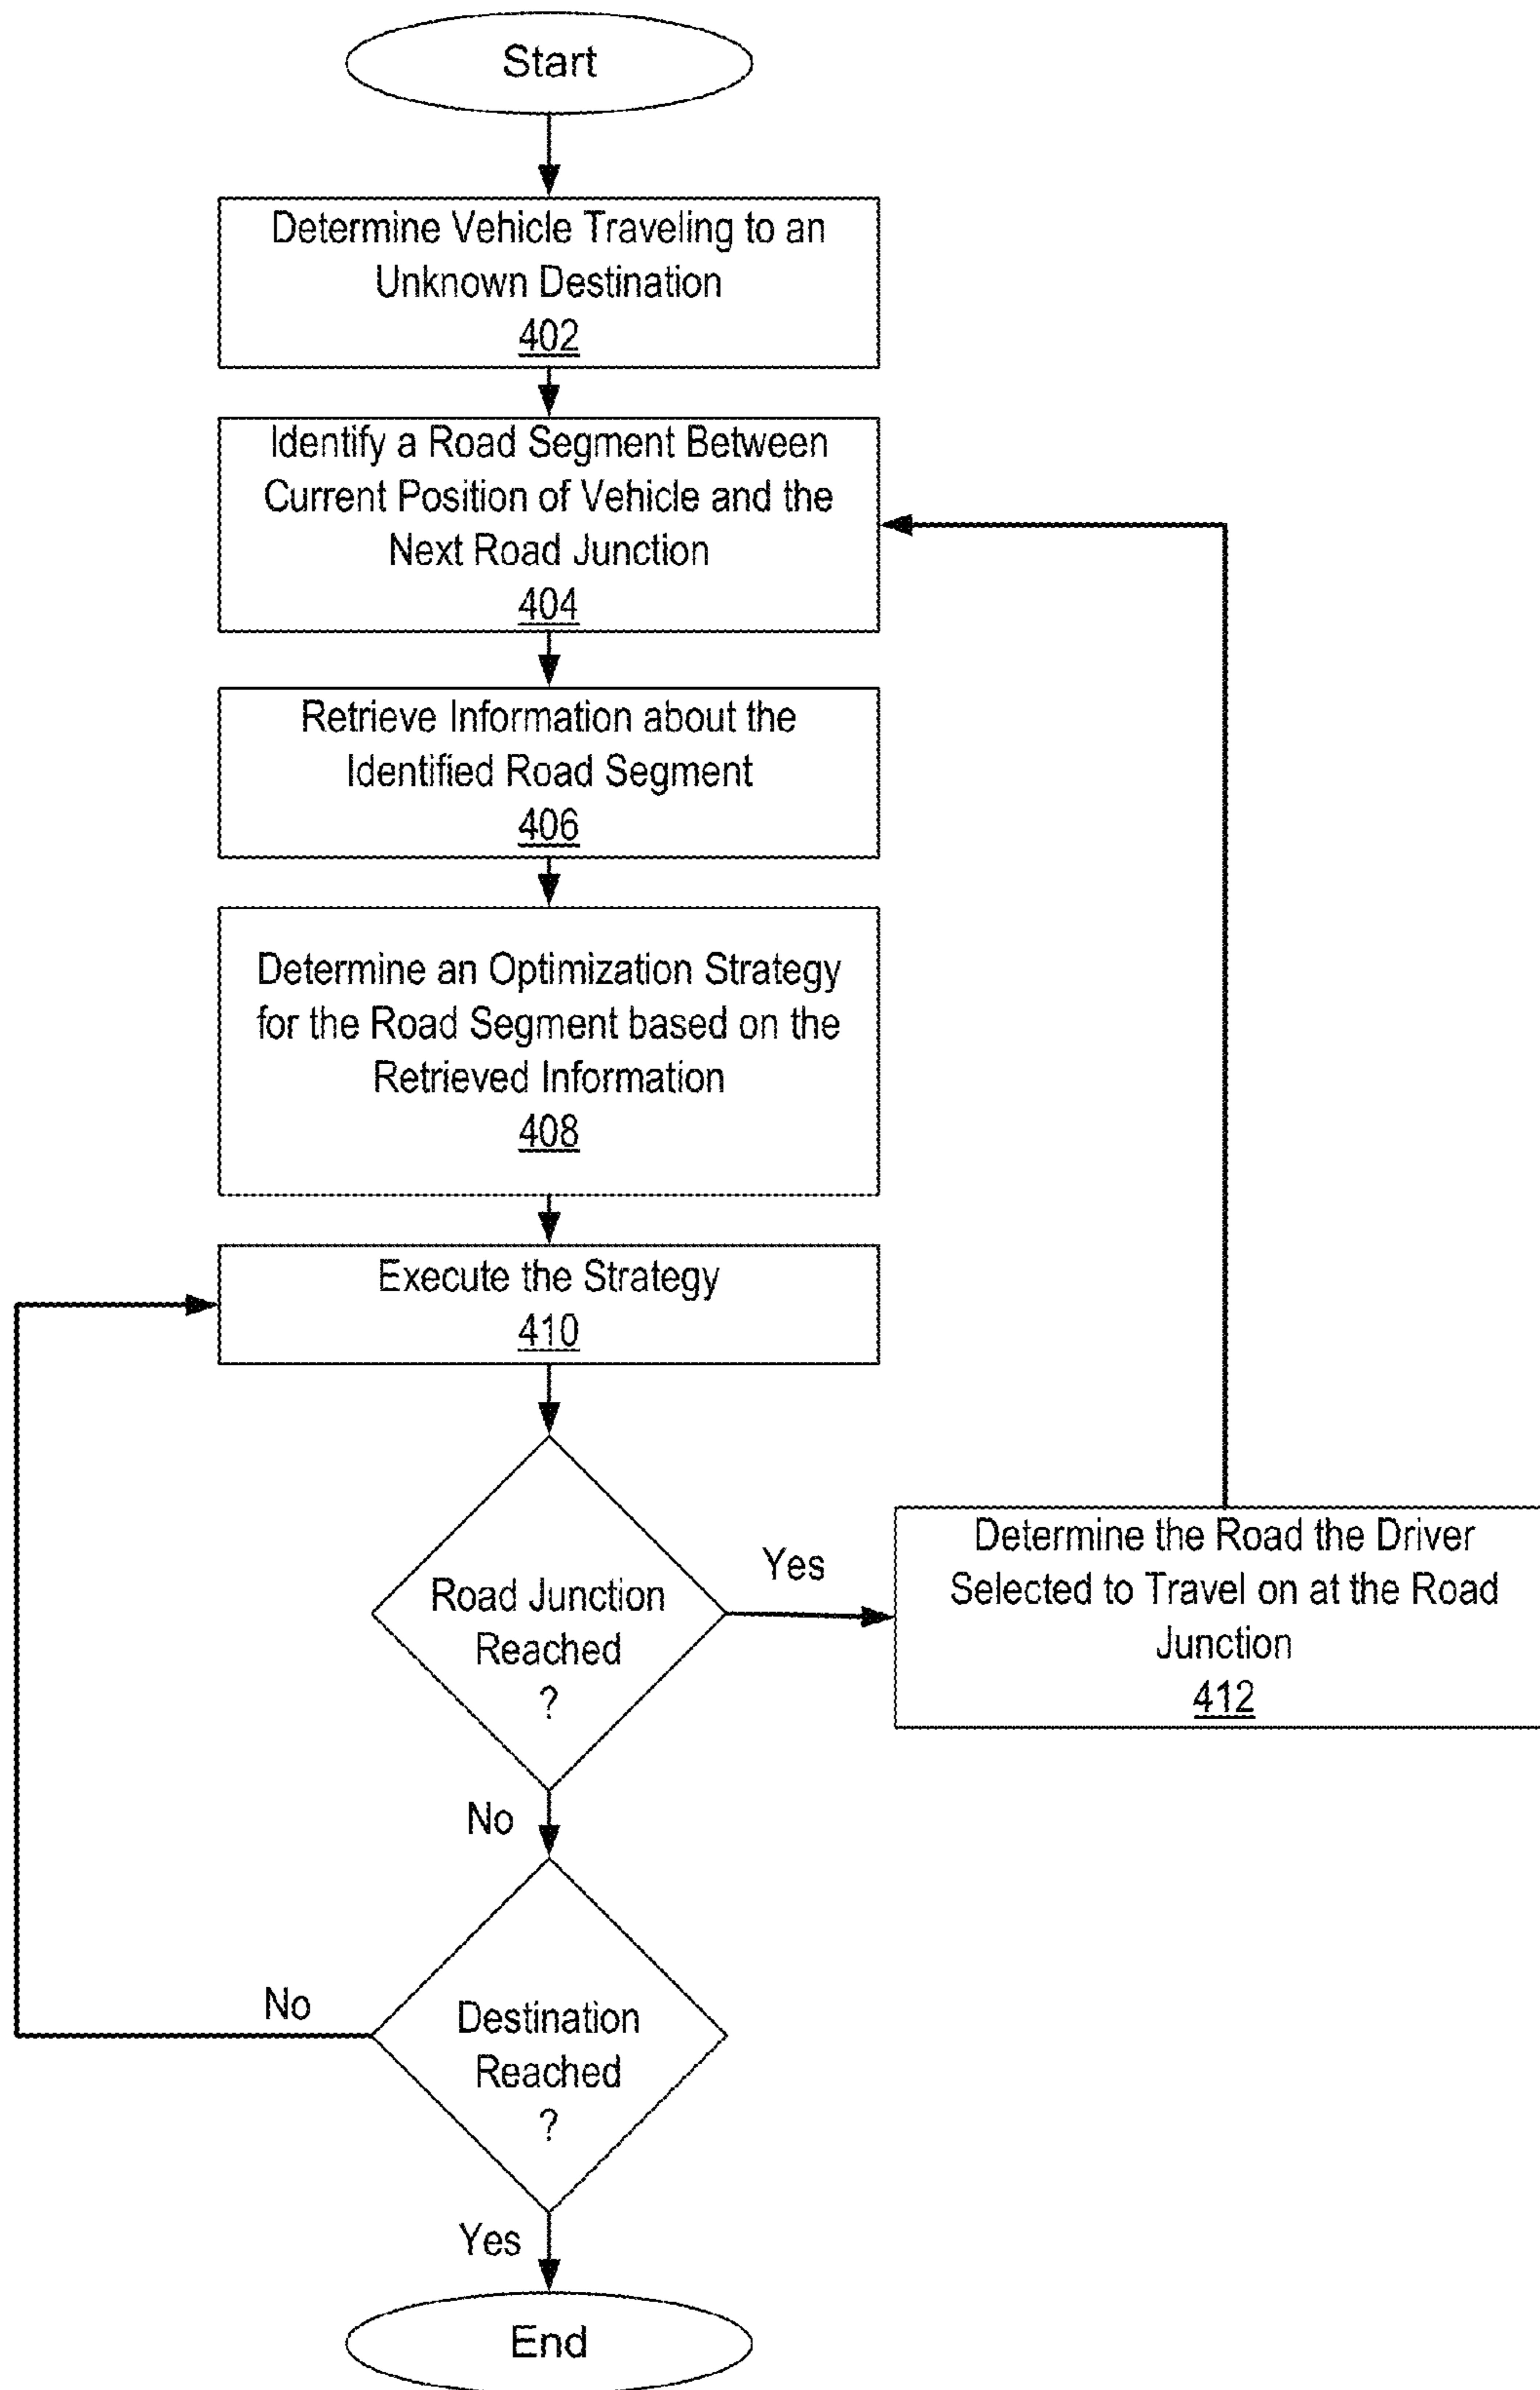 Start
Determine Vehicle Traveling to an
Unknown Destination
402
Identify a Road Segment Between
Current Position of Vehicle and the
Next Road Junction
404
Retrieve Information about the
Identified Road Segment
406
Determine an Optimization Strategy
for the Road Segment based on the
Retrieved Information
408
Execute the Strategy
410
Road Junction
Reached
?
Yes
Determine the Road the Driver
Selected to Travel on at the Road
Junction
412
No
Destination
Reached
?
No
Yes
End